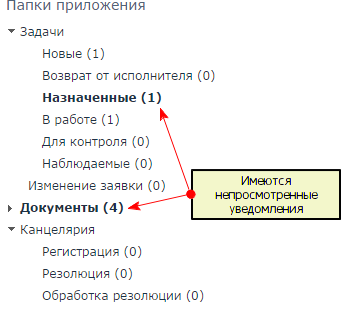 Папки приложения
Задачи
Новые (1)
Возврат от исполнителя (0)
Назначенные (1)
В работе (1)
Для контроля (0)
Наблюдаемые (0)
Изменение заявки (0)
Документы (4)
Канцелярия
Регистрация (0)
Резолюция (0)
Обработка резолюции (0)
Имеются
непросмотренные
уведомления